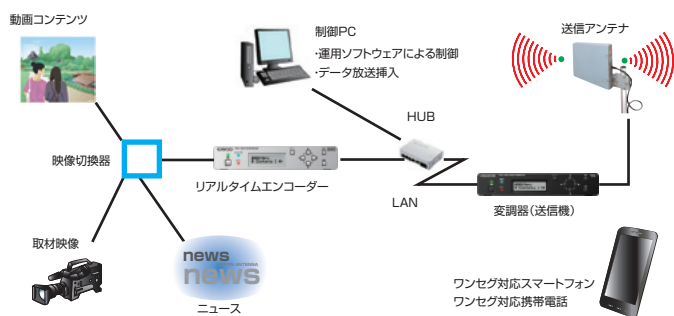 動画コンテンツ
制御PC
・運用ソフトウェアによる制御
・データ放送挿入
送信アンテナ
HUB
映像切換器
リアルタイムエンコーダー
LAN
変調器(送信機)
取材映像
news
news
ニュース
ワンセグ対応スマートフォン
ワンセグ対応携帯電話